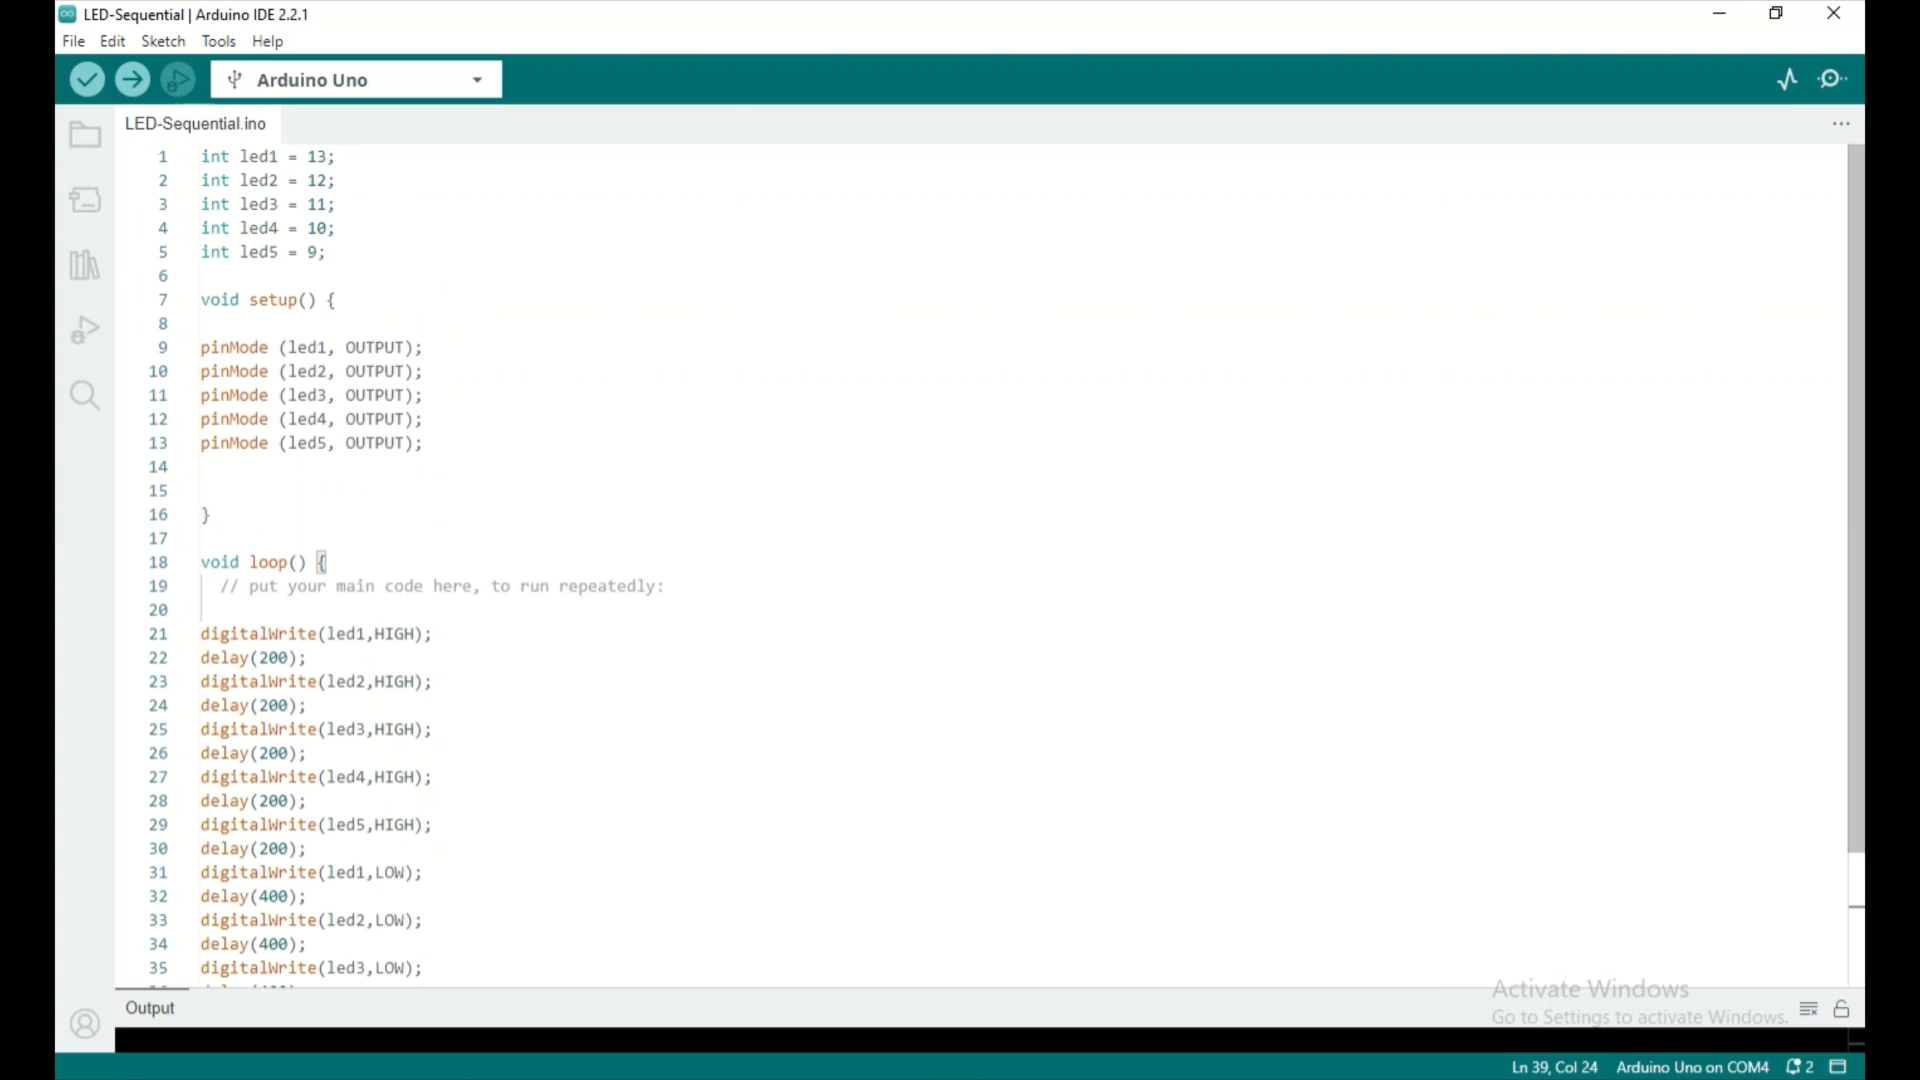 LED-Sequential | Arduino IDE 2.2.1
File Edit Sketch Tools Help
Arduino Uno
LED-Sequential.ino
1 int led1 = 13;
2 int led2 = 12;
3 int led3 = 11;
4 int led4 = 10;
5 int led5 = 9;
6
7 void setup() {
8
9 pinMode (led1, OUTPUT);
10 pinMode (led2, OUTPUT);
11 pinMode (led3, OUTPUT);
12 pinMode (led4, OUTPUT);
13 pinMode (led5, OUTPUT);
14
15
16 }
17
18 void loop() {
19 // put your main code here, to run repeatedly:
20
21 digitalWrite(led1,HIGH);
22 delay(200);
23 digitalWrite(led2,HIGH);
24 delay(200);
25 digitalWrite(led3,HIGH);
26 delay(200);
27 digitalWrite(led4,HIGH);
28 delay(200);
29 digitalWrite(led5,HIGH);
30 delay(200);
31 digitalWrite(led1,LOW);
32 delay(400);
33 digitalWrite(led2,LOW);
34 delay(400);
35 digitalWrite(led3,LOW);
Output
Activate Windows
Go to Settings to activate Windows.
Ln 39, Col 24 Arduino Uno on COM4 2